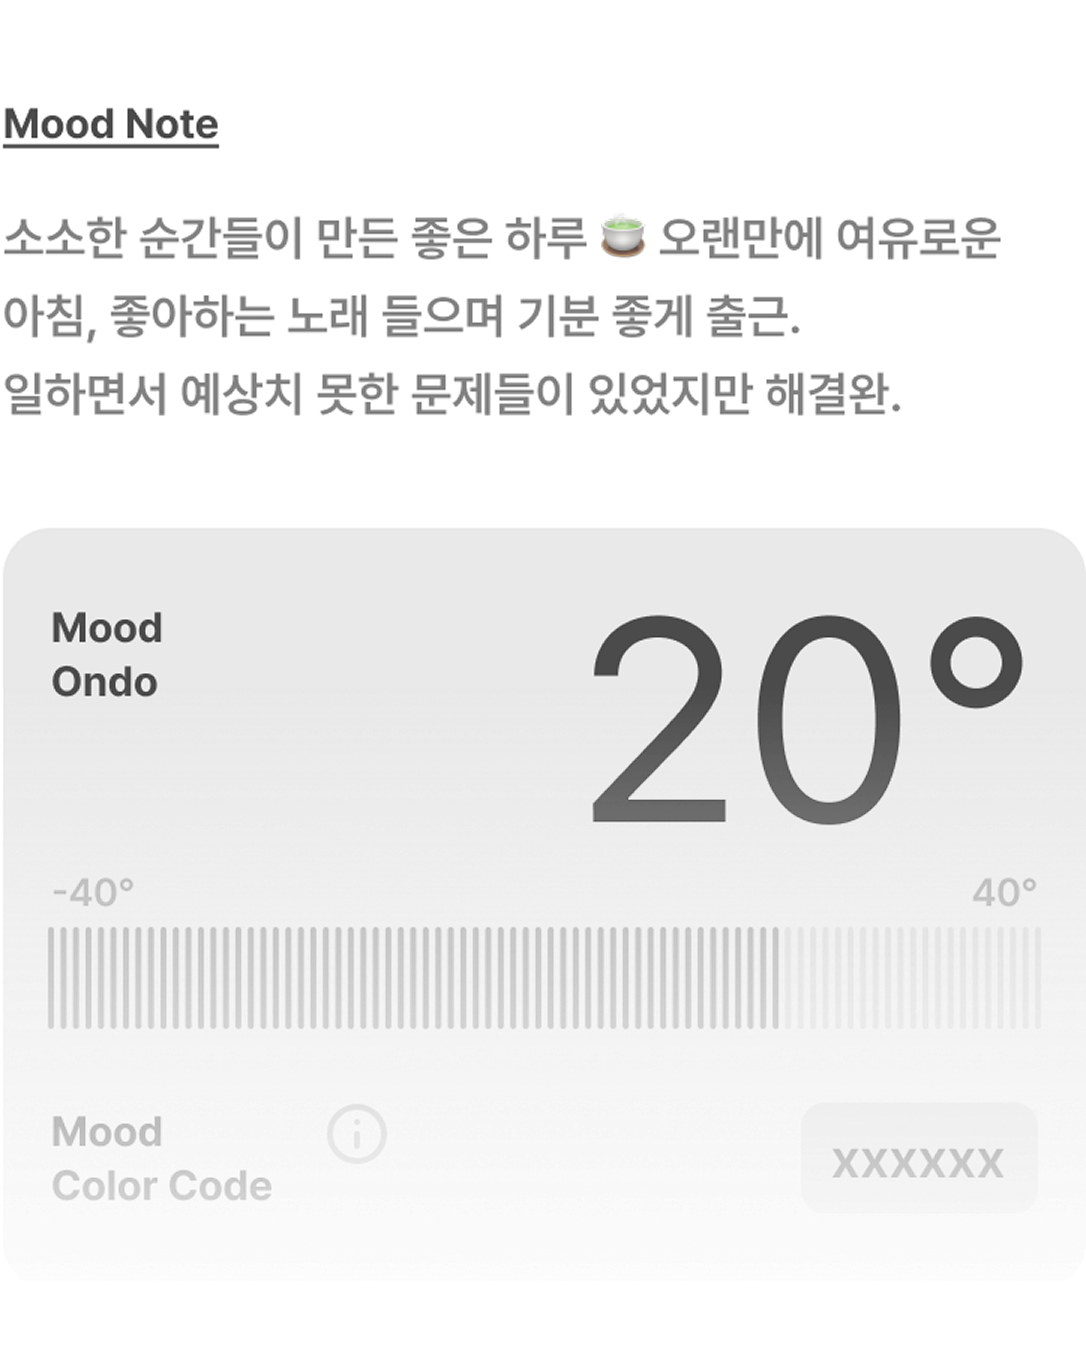 Mood Note
소소한 순간들이 만든 좋은 하루 🍵 오랜만에 여유로운
아침, 좋아하는 노래 들으며 기분 좋게 출근.
일하면서 예상치 못한 문제들이 있었지만 해결완.
Mood
Ondo
20°
-40°
40°
Mood
Color Code
XXXXXX